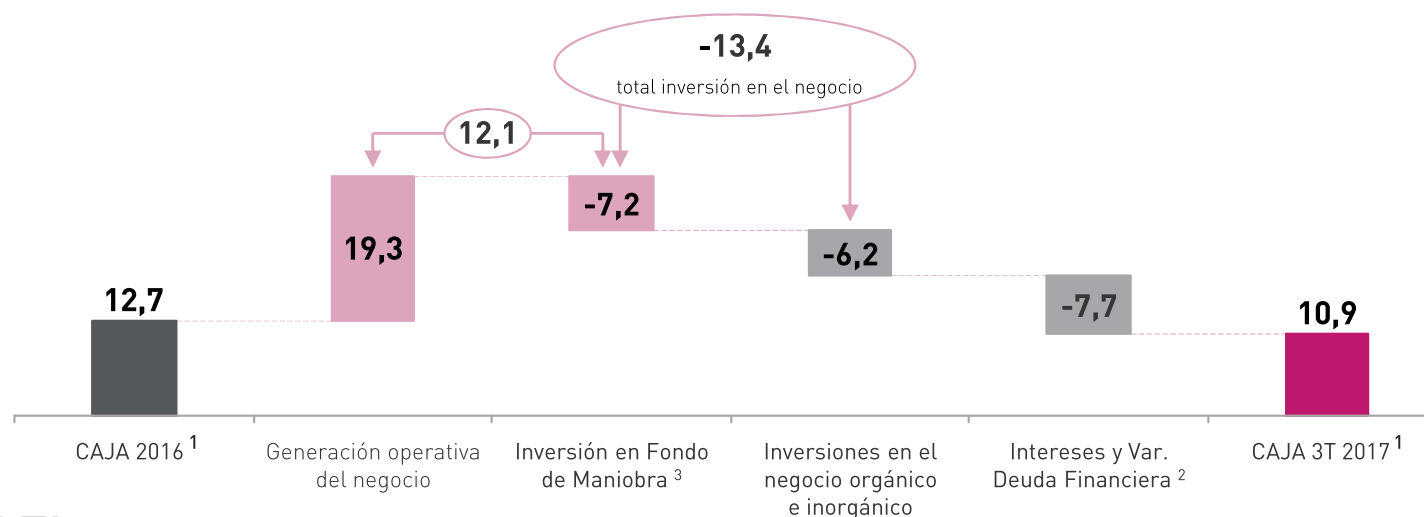 -13,4
total inversión en el negocio
12,1
-7,2
19,3
-6,2
12,7
-7,7
10,9
CAJA 2016 1
Generación operativa
del negocio
Inversión en Fondo
de Maniobra 3
Inversiones en el
negocio orgánico
e inorgánico
Intereses y Var.
Deuda Financiera 2
CAJA 3T 2017 1